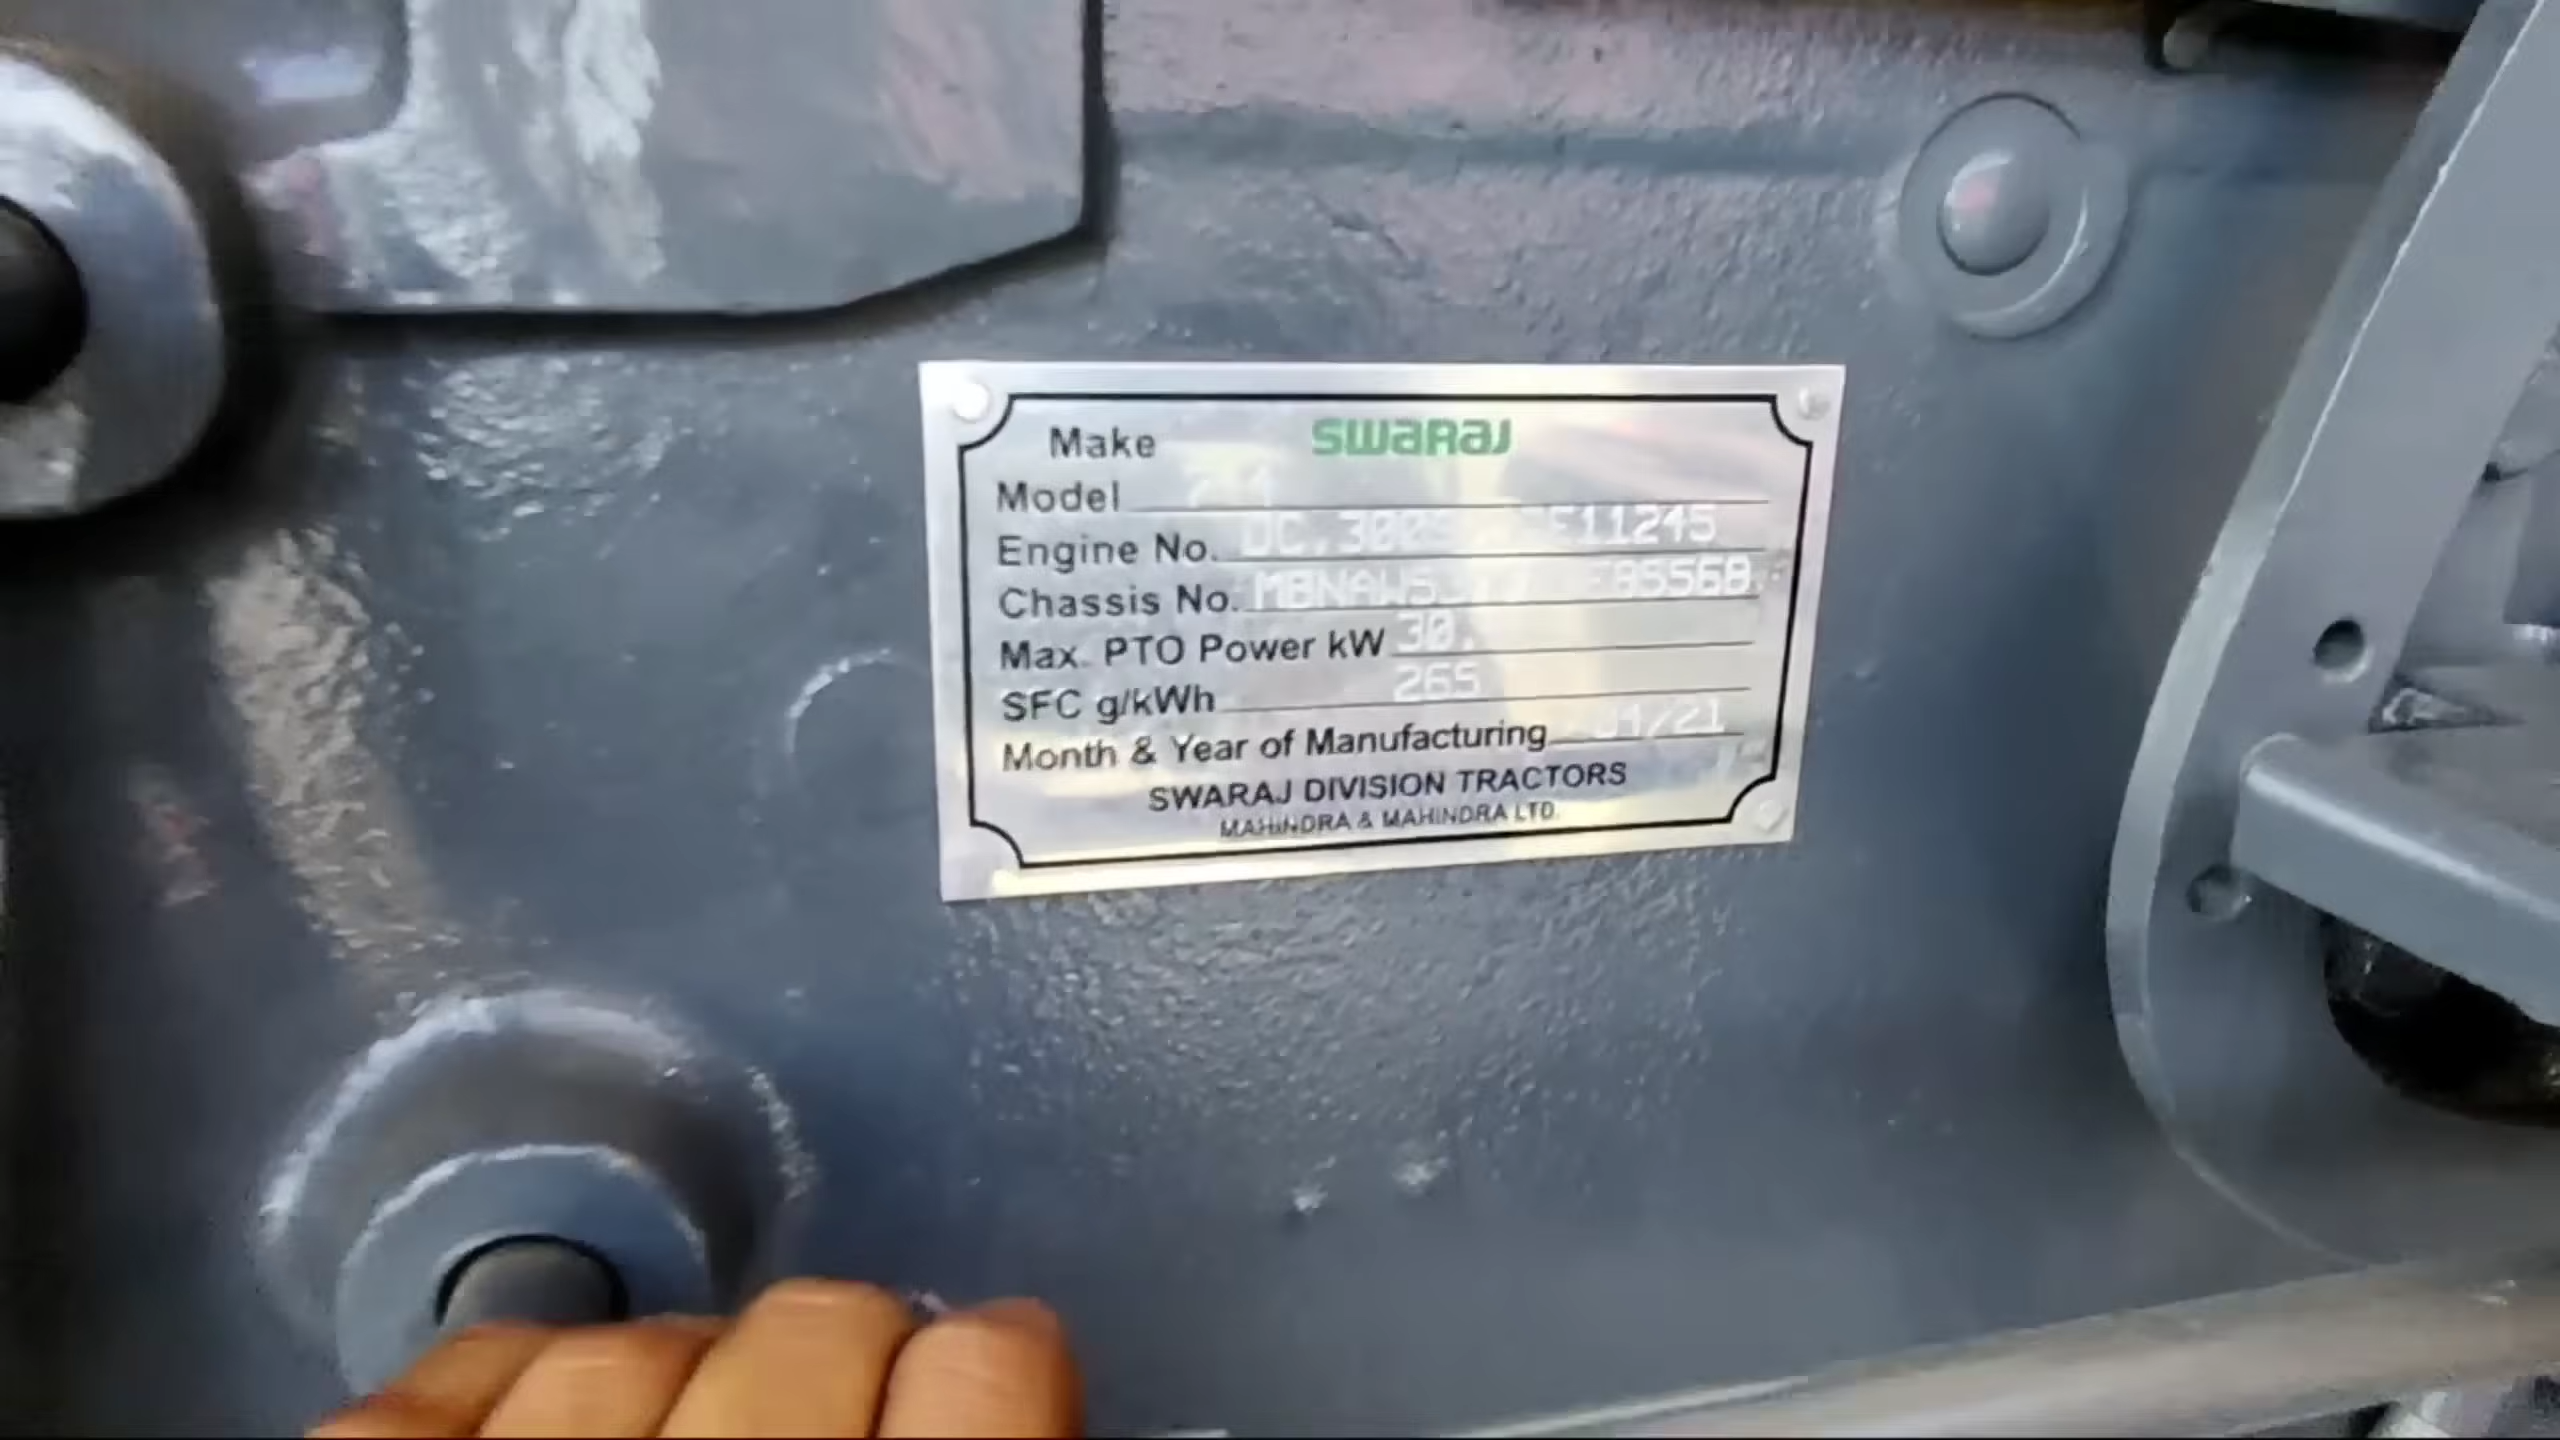 Make SWARAJ
Model
Engine No.
Chassis No.
Max. PTO Power kW 30.
SFC g/kWh 265
Month & Year of Manufacturing
SWARAJ DIVISION TRACTORS
MAHINDRA & MAHINDRA LTD.